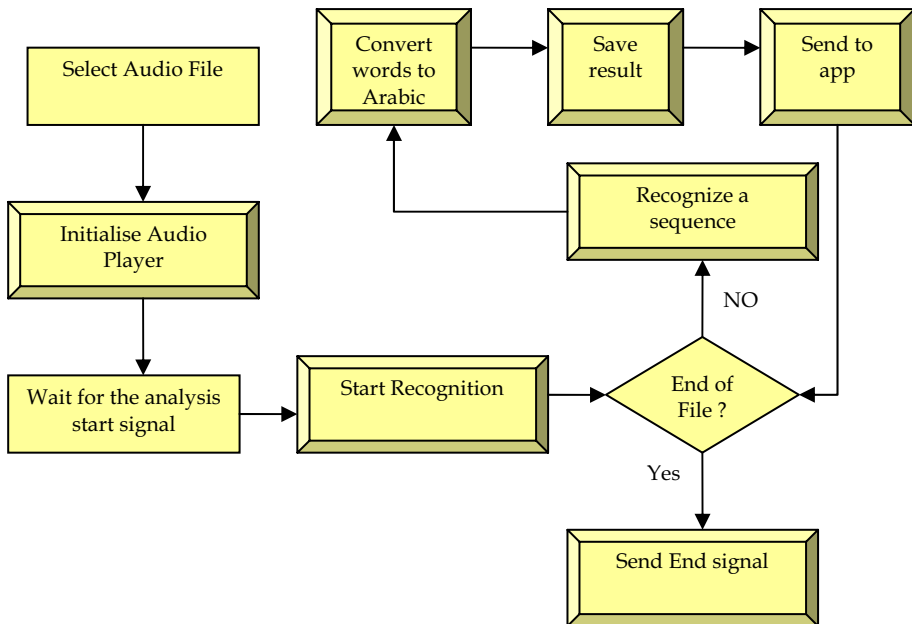 Select Audio File
Convert
words to
Arabic
Save
result
Send to
app
Recognize a
sequence
Initialise Audio
Player
NO
Wait for the analysis
start signal
Start Recognition
End of
File ?
Yes
Send End signal